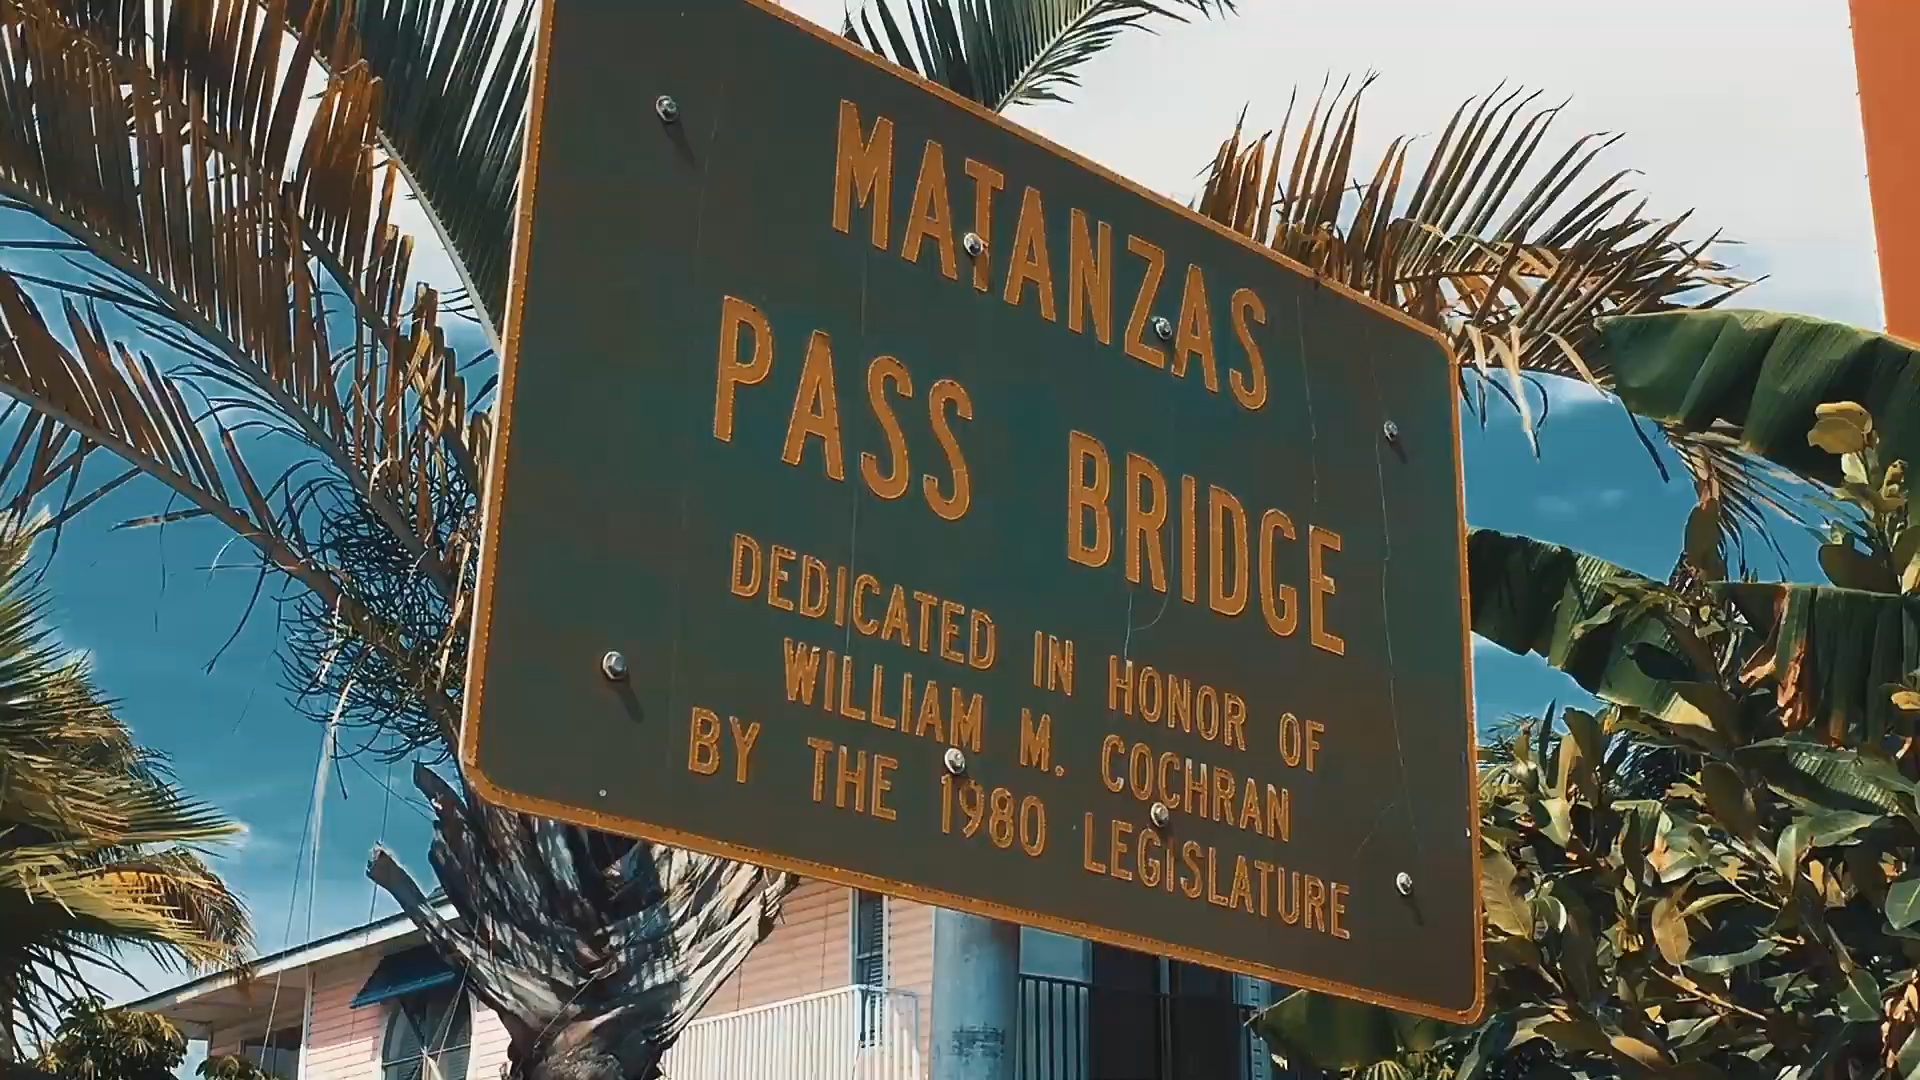 MATANZAS
PASS BRIDGE
DEDICATED IN HONOR OF
WILLIAM M. COCHRAN
BY THE 1980 LEGISLATURE